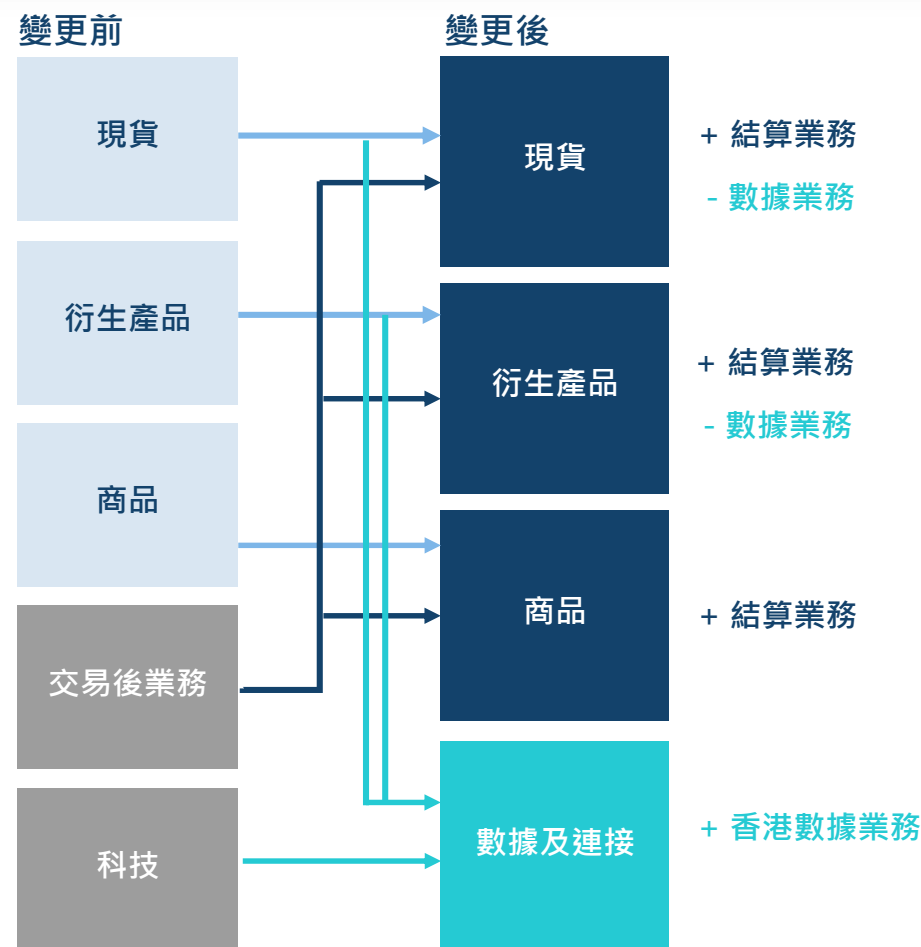 變更前
變更後
現貨
現貨
+ 結算業務
- 數據業務
衍生產品
衍生產品
+ 結算業務
- 數據業務
商品
商品
+ 結算業務
交易後業務
數據及連接
+ 香港數據業務
科技